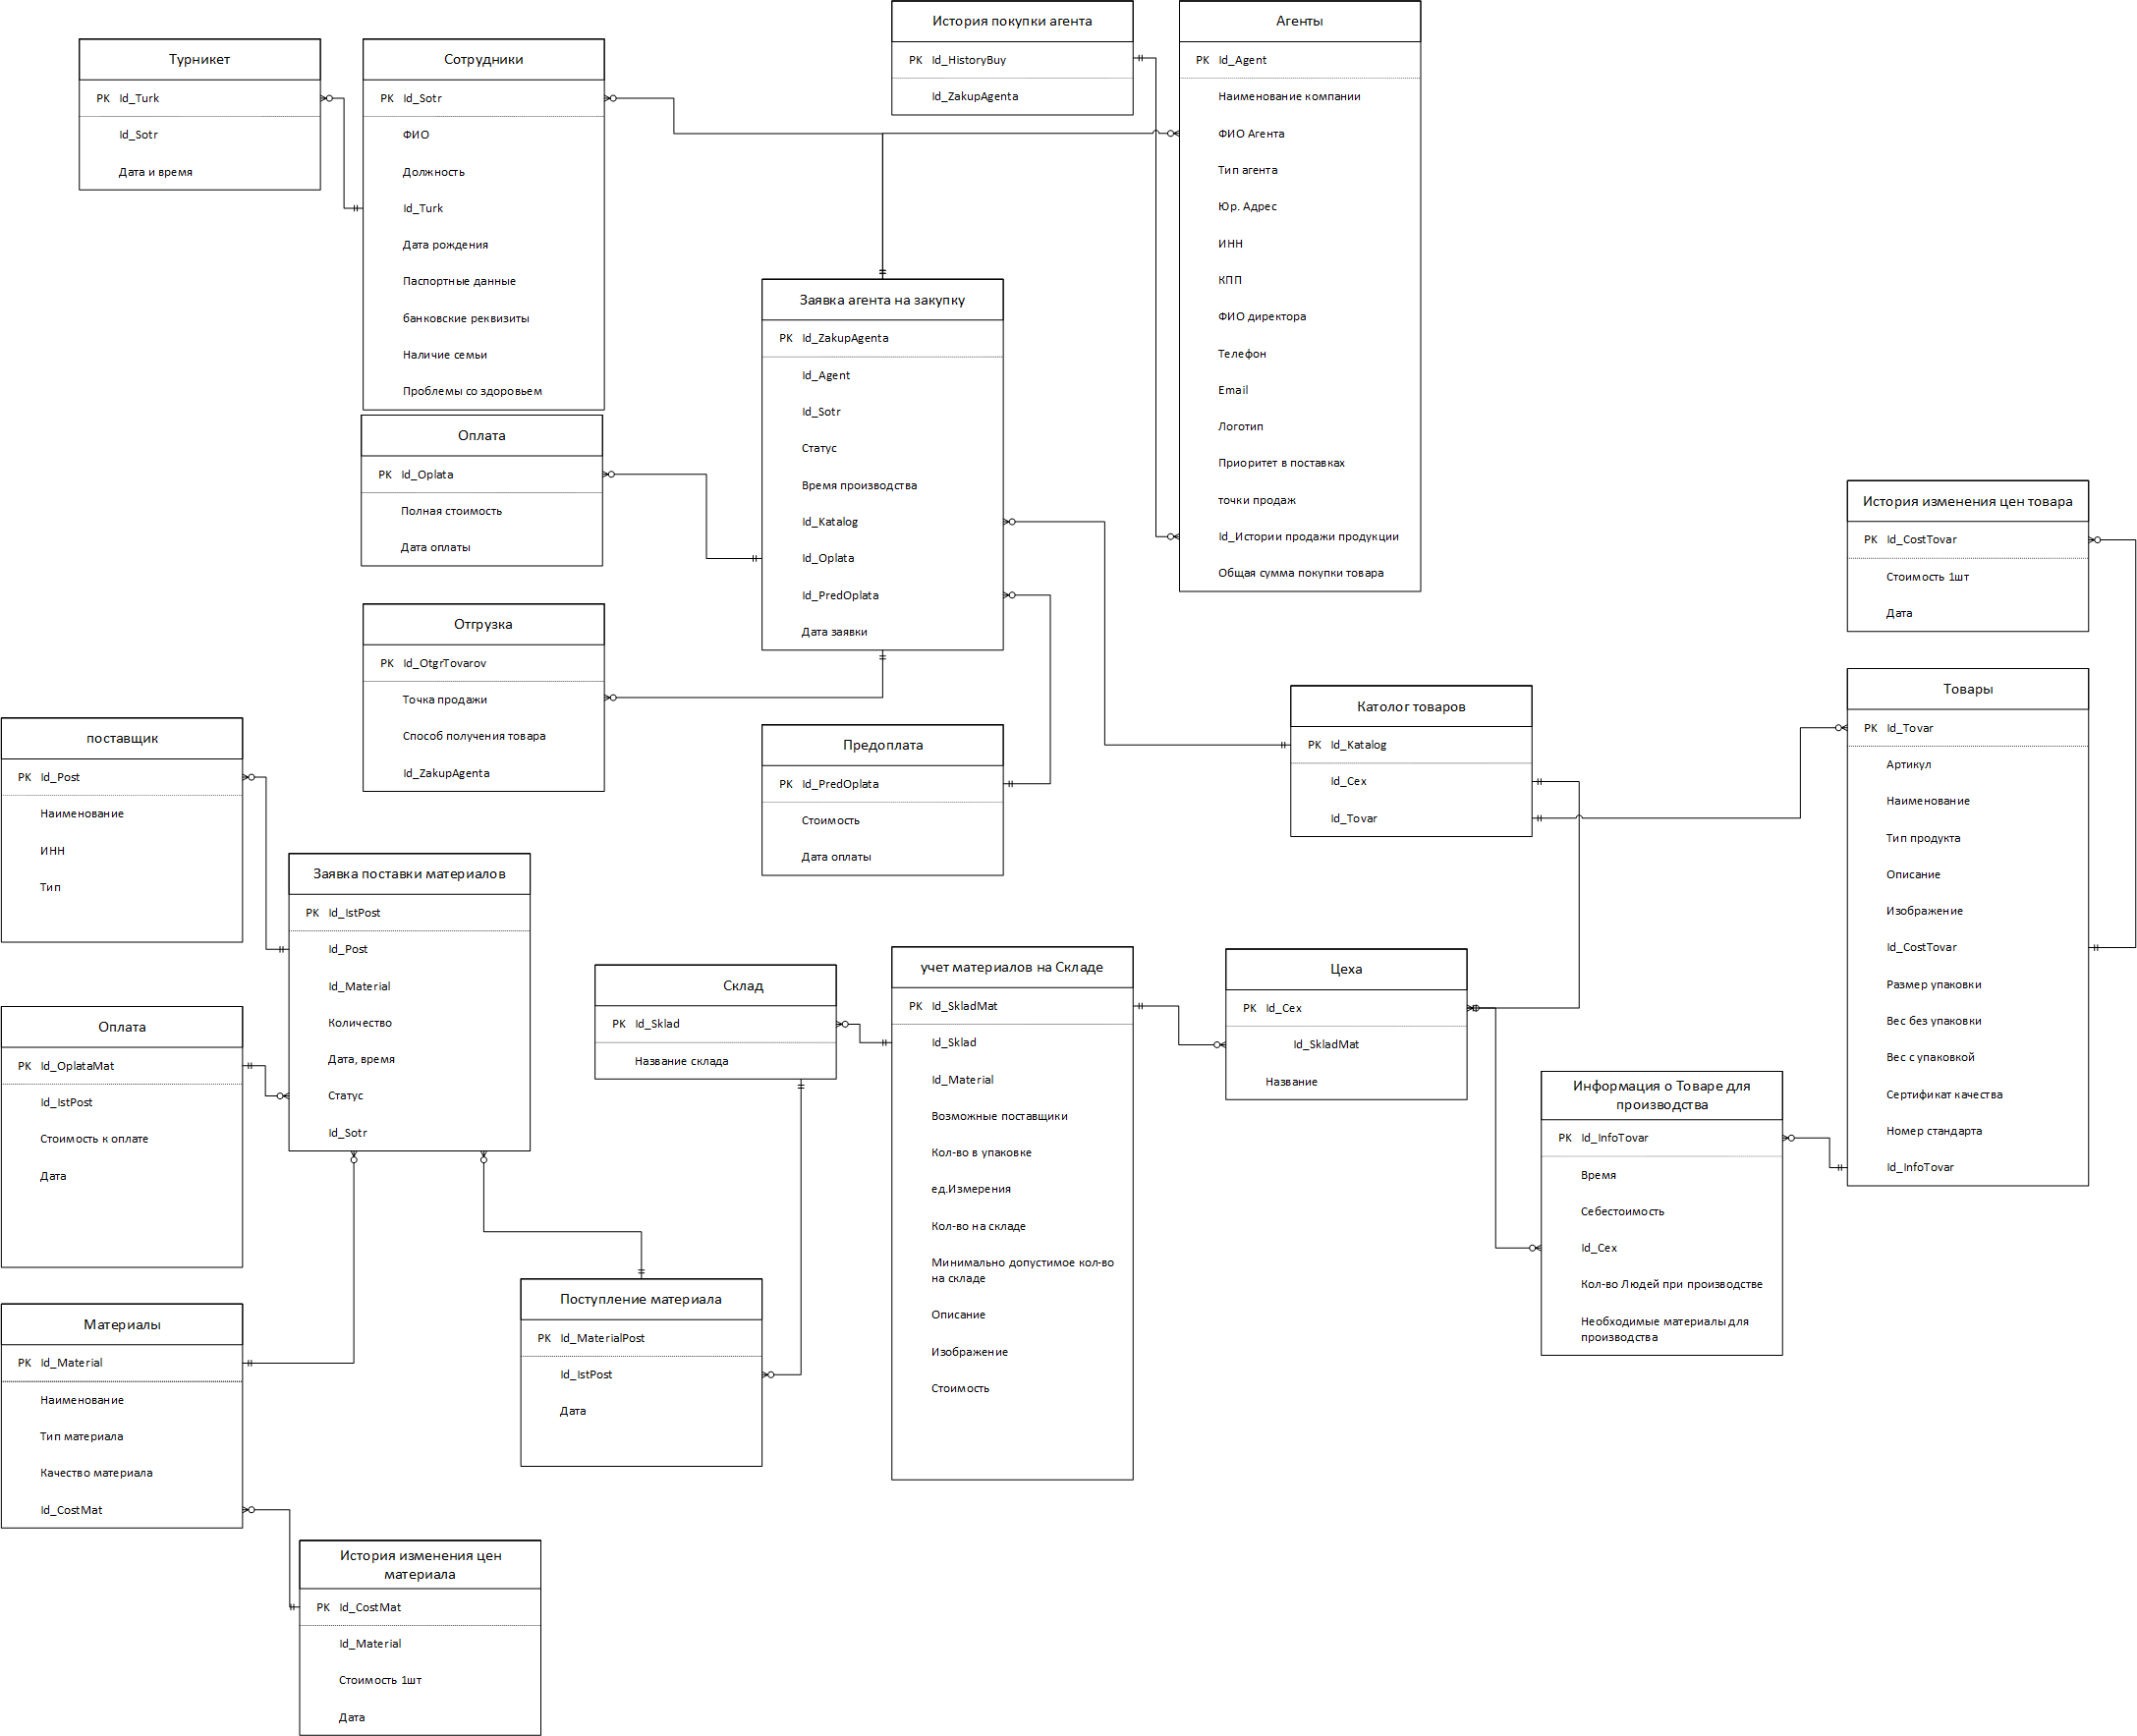 Турникет
PK Id_Turk
Id_Sotr
Дата и время
Сотрудники
PK Id_Sotr
ФИО
Должность
Id_Turk
Дата рождения
Паспортные данные
банковские реквизиты
Наличие семьи
Проблемы со здоровьем
История покупки агента
PK Id_HistoryBuy
Id_ZakupAgenta
Агенты
PK Id_Agent
Наименование компании
ФИО Агента
Тип агента
Юр. Адрес
ИНН
КПП
ФИО директора
Телефон
Email
Логотип
Приоритет в поставках
точки продаж
Id_Истории продажи продукции
Общая сумма покупки товара
Заявка агента на закупку
PK Id_ZakupAgenta
Id_Agent
Id_Sotr
Статус
Время производства
Id_Katalog
Id_Oplata
Id_PredOplata
Дата заявки
Оплата
PK Id_Oplata
Полная стоимость
Дата оплаты
Отгрузка
PK Id_OtgrTovarov
Точка продажи
Способ получения товара
Id_ZakupAgenta
Предоплата
PK Id_PredOplata
Стоимость
Дата оплаты
Католог товаров
PK Id_Katalog
Id_Cex
Id_Tovar
История изменения цен товара
PK Id_CostTovar
Стоимость 1шт
Дата
Товары
PK Id_Tovar
Артикул
Наименование
Тип продукта
Описание
Изображение
Id_CostTovar
Размер упаковки
Вес без упаковки
Вес с упаковкой
Сертификат качества
Номер стандарта
Id_InfoTovar
поставщик
PK Id_Post
Наименование
ИНН
Тип
Заявка поставки материалов
PK Id_IstPost
Id_Post
Id_Material
Количество
Дата, время
Статус
Id_Sotr
Оплата
PK Id_OplataMat
Id_IstPost
Стоимость к оплате
Дата
Склад
PK Id_Sklad
Название склада
учет материалов на Складе
PK Id_SkladMat
Id_Sklad
Id_Material
Возможные поставщики
Кол-во в упаковке
ед.Измерения
Кол-во на складе
Минимально допустимое кол-во
на складе
Описание
Изображение
Стоимость
Цеха
PK Id_Cex
Id_SkladMat
Название
Информация о Товаре для
производства
PK Id_InfoTovar
Время
Себестоимость
Id_Cex
Кол-во Людей при производстве
Необходимые материалы для
производства
Материалы
PK Id_Material
Наименование
Тип материала
Качество материала
Id_CostMat
Поступление материала
PK Id_MaterialPost
Id_IstPost
Дата
История изменения цен
материала
PK Id_CostMat
Id_Material
Стоимость 1шт
Дата